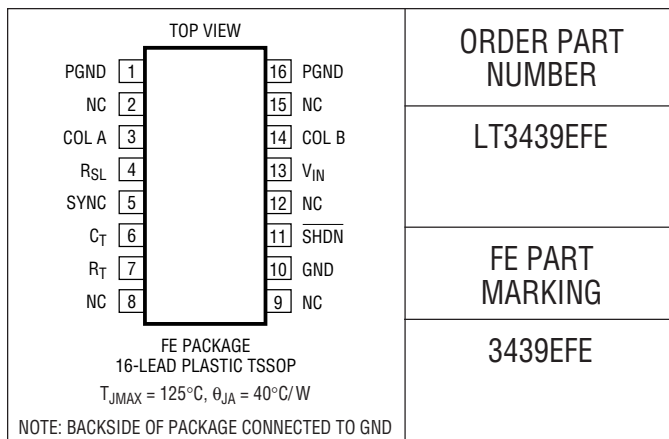 TOP VIEW
PGND 1 16 PGND
NC 2 15 NC
COL A 3 14 COL B
RSL 4 13 VIN
SYNC 5 12 NC
CT 6 11 SHDN
RT 7 10 GND
NC 8 9 NC
FE PACKAGE
16-LEAD PLASTIC TSSOP
TJMAX = 125°C, θJA = 40°C/W
NOTE: BACKSIDE OF PACKAGE CONNECTED TO GND
ORDER PART
NUMBER
LT3439EFE
FE PART
MARKING
3439EFE